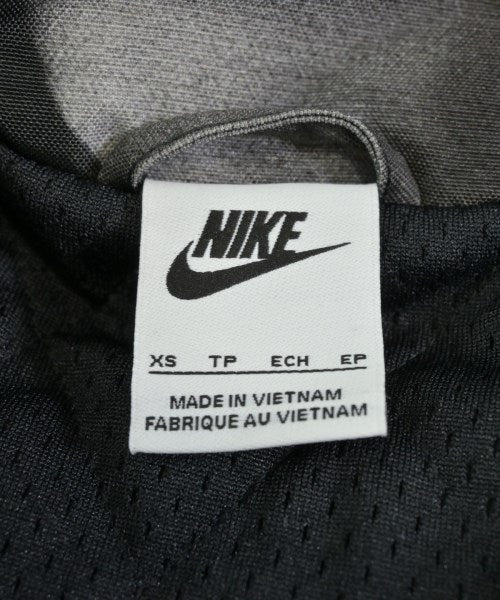 NIKE
XS TP ECH EP
MADE IN VIETNAM
FABRIQUE AU VIETNAM